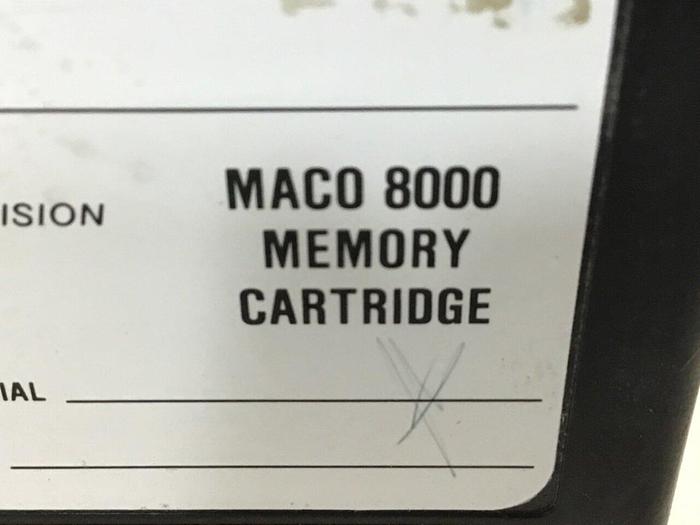 MACO 8000
ISION
MEMORY
CARTRIDGE
IAL